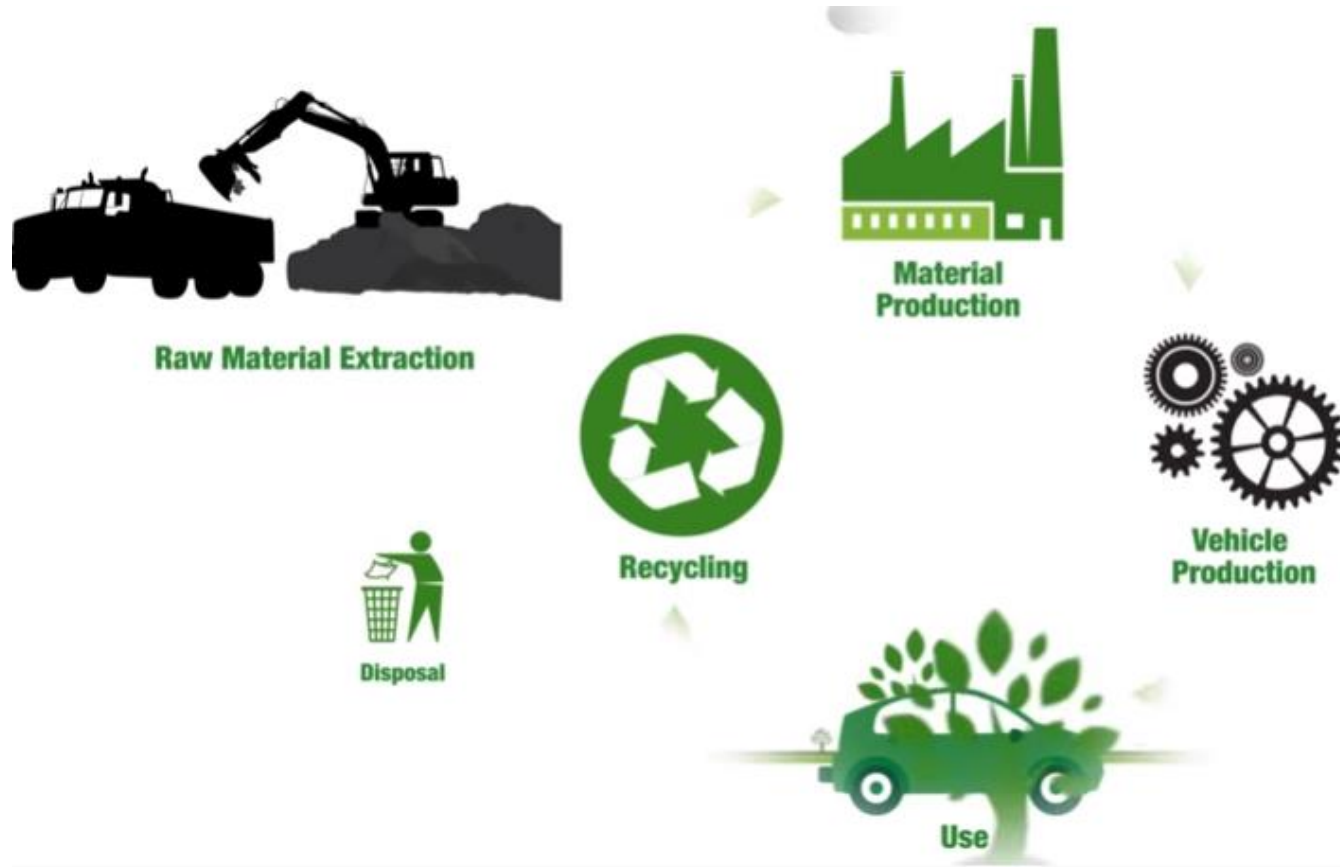 Raw Material Extraction
Material
Production
Vehicle
Production
Recycling
Disposal
Use